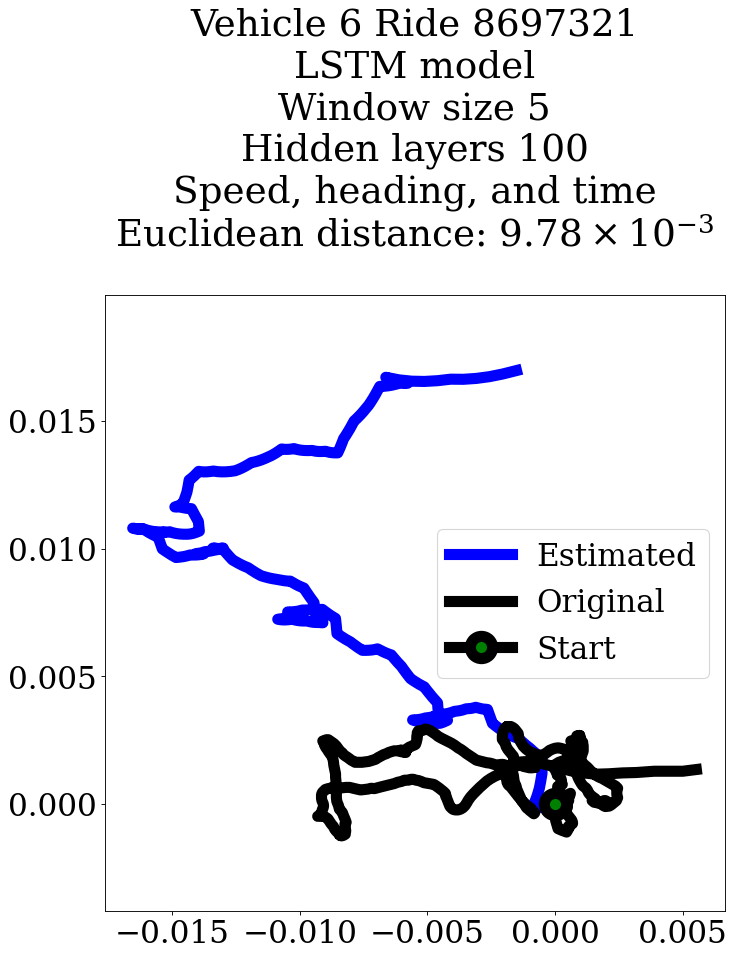 Vehicle 6 Ride 8697321
LSTM model
Window size 5
Hidden layers 100
Speed, heading, and time
Euclidean distance: 9.78 × 10⁻³
0.015
0.010
0.005
0.000
Estimated
Original
Start
−0.015 −0.010 −0.005 0.000 0.005